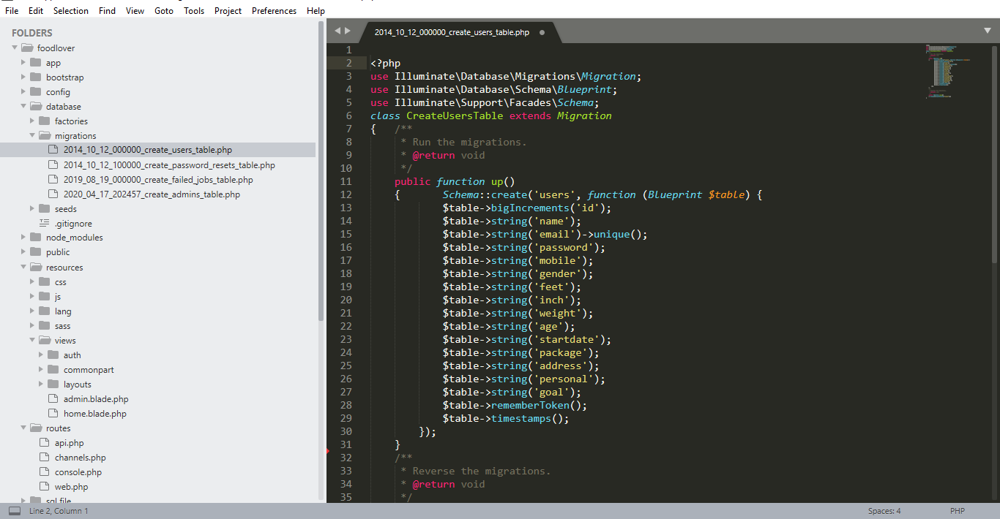 File Edit Selection Find View Goto Tools Project Preferences Help
FOLDERS
foodlover
app
bootstrap
config
database
factories
migrations
2014_10_12_000000_create_users_table.php
2014_10_12_100000_create_password_resets_table.php
2019_08_19_000000_create_failed_jobs_table.php
2020_04_17_202457_create_admins_table.php
seeds
.gitignore
node_modules
public
resources
css
js
lang
sass
views
auth
commonpart
layouts
admin.blade.php
home.blade.php
routes
api.php
channels.php
console.php
web.php
sql file
2014_10_12_000000_create_users_table.php
1
2 <?php
3 use Illuminate\Database\Migrations\Migration;
4 use Illuminate\Database\Schema\Blueprint;
5 use Illuminate\Support\Facades\Schema;
6 class CreateUsersTable extends Migration
7 { /**
8 * Run the migrations.
9 * @return void
10 */
11 public function up()
12 { Schema::create('users', function (Blueprint $table) {
13 $table->bigIncrements('id');
14 $table->string('name');
15 $table->string('email')->unique();
16 $table->string('password');
17 $table->string('mobile');
18 $table->string('gender');
19 $table->string('feet');
20 $table->string('inch');
21 $table->string('weight');
22 $table->string('age');
23 $table->string('startdate');
24 $table->string('package');
25 $table->string('address');
26 $table->string('personal');
27 $table->string('goal');
28 $table->rememberToken();
29 $table->timestamps();
30 });
31 }
32 /**
33 * Reverse the migrations.
34 * @return void
35 */
Line 2, Column 1 Spaces: 4 PHP